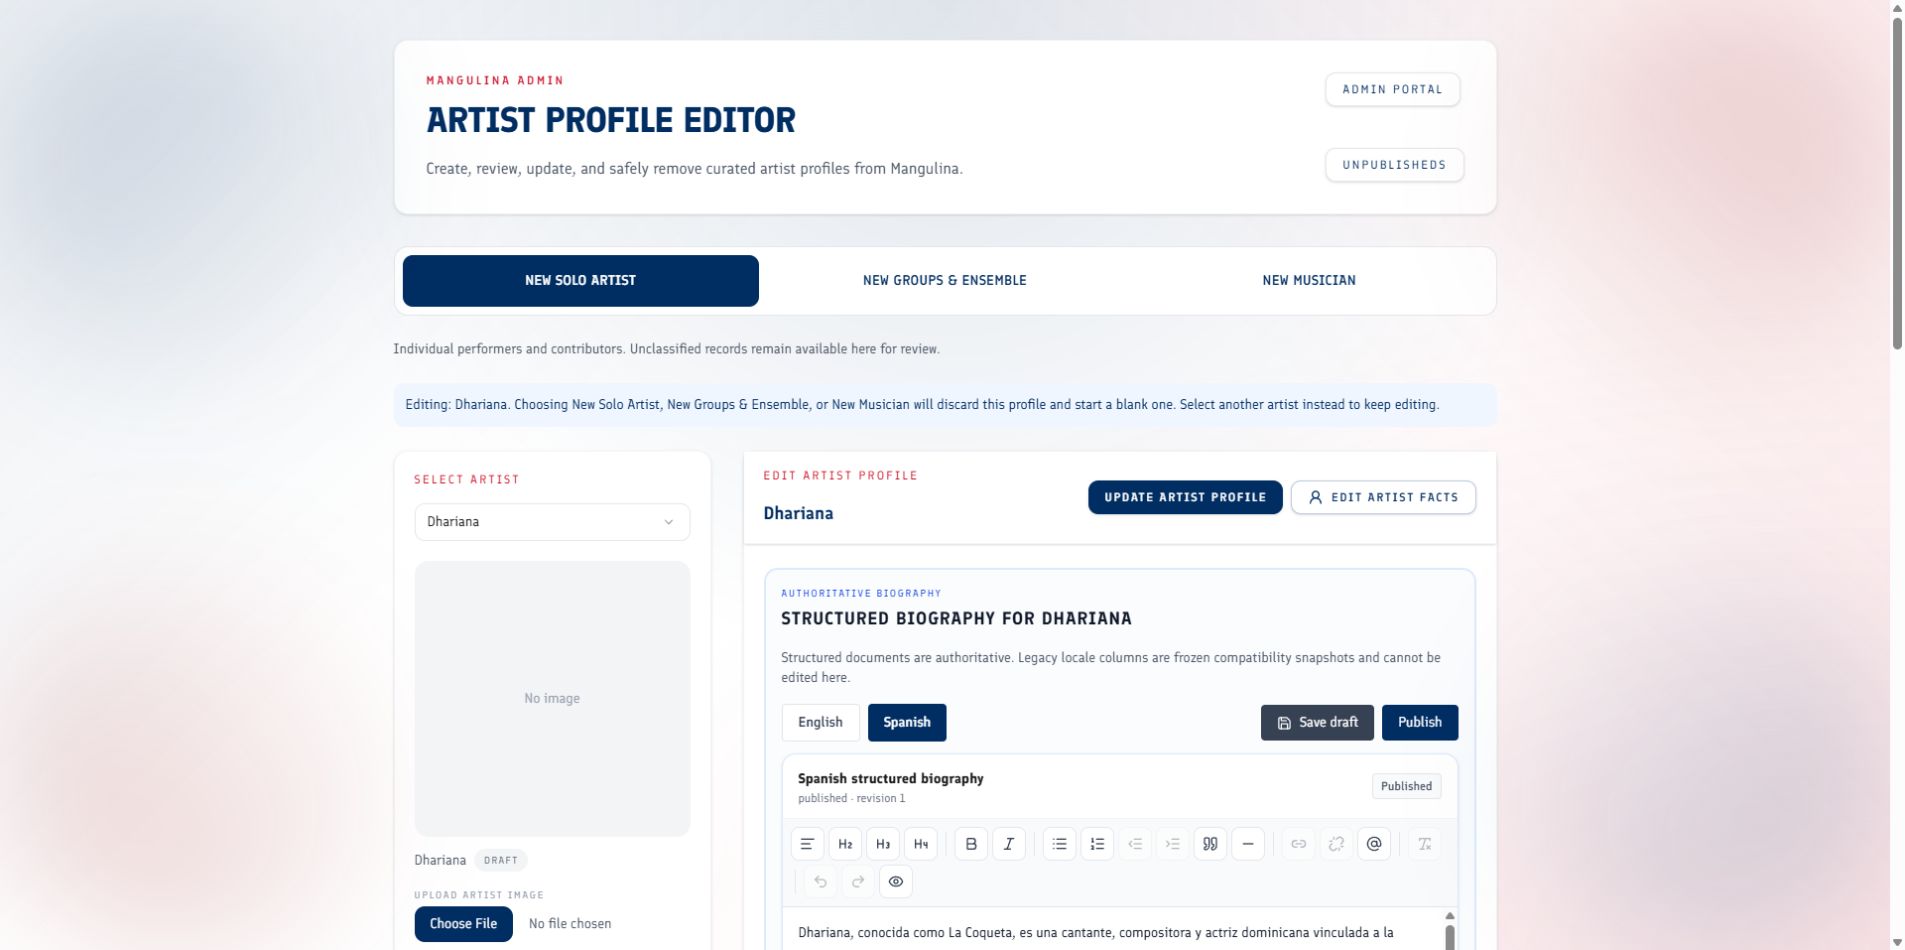 MANGULINA ADMIN
ARTIST PROFILE EDITOR
Create, review, update, and safely remove curated artist profiles from Mangulina.
ADMIN PORTAL
UNPUBLISHEDS
NEW SOLO ARTIST
NEW GROUPS & ENSEMBLE
NEW MUSICIAN
Individual performers and contributors. Unclassified records remain available here for review.
Editing: Dhariana. Choosing New Solo Artist, New Groups & Ensemble, or New Musician will discard this profile and start a blank one. Select another artist instead to keep editing.
SELECT ARTIST
Dhariana
No image
Dhariana DRAFT
UPLOAD ARTIST IMAGE
Choose File No file chosen
EDIT ARTIST PROFILE
Dhariana
UPDATE ARTIST PROFILE
EDIT ARTIST FACTS
AUTHORITATIVE BIOGRAPHY
STRUCTURED BIOGRAPHY FOR DHARIANA
Structured documents are authoritative. Legacy locale columns are frozen compatibility snapshots and cannot be
edited here.
English Spanish
Save draft Publish
Spanish structured biography
published · revision 1
Published
H2 H3 H4 B I
Dhariana, conocida como La Coqueta, es una cantante, compositora y actriz dominicana vinculada a la